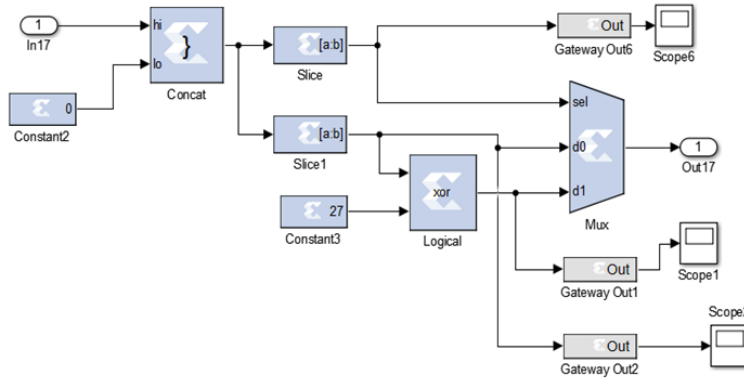 1
In17
hi
lo
}
Concat
0
Constant2
[a:b]
Slice
Out
Gateway Out6
Scope6
[a:b]
Slice1
27
Constant3
xor
Logical
sel
d0
d1
Mux
1
Out17
Out
Gateway Out1
Scope1
Out
Gateway Out2